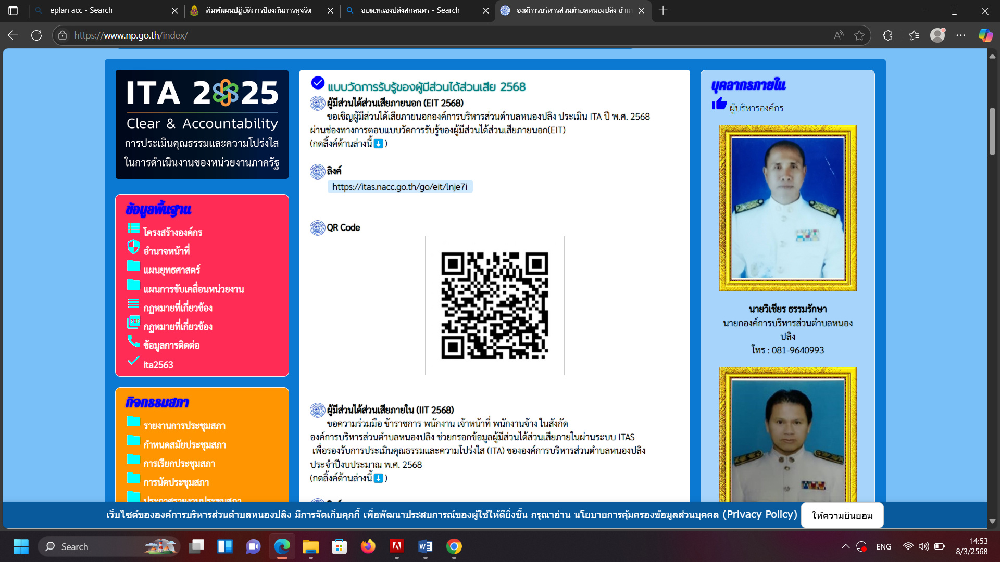 eplan acc - Search
พิมพ์แผนปฏิบัติการป้องกันการทุจริต
อบต.หนองปลิงสกลนคร - Search
องค์การบริหารส่วนตำบลหนองปลิง อำเภ
https://www.np.go.th/index/
ITA 2025
Clear & Accountability
การประเมินคุณธรรมและความโปร่งใส
ในการดำเนินงานของหน่วยงานภาครัฐ
ข้อมูลพื้นฐาน
โครงสร้างองค์กร
อำนาจหน้าที่
แผนยุทธศาสตร์
แผนการขับเคลื่อนหน่วยงาน
กฏหมายที่เกี่ยวข้อง
PDF
กฏหมายที่เกี่ยวข้อง
ข้อมูลการติดต่อ
ita2563
กิจกรรมสภา
รายงานการประชุมสภา
กำหนดสมัยประชุมสภา
การเรียกประชุมสภา
การนัดประชุมสภา
ประกาศรายงานประชุมสภา
แบบวัดการรับรู้ของผู้มีส่วนได้ส่วนเสีย 2568
ผู้มีส่วนได้ส่วนเสียภายนอก (EIT 2568)
ขอเชิญผู้มีส่วนได้เสียภายนอกองค์การบริหารส่วนตำบลหนองปลิง ประเมิน ITA ปี พ.ศ. 2568
ผ่านช่องทางการตอบแบบวัดการรับรู้ของผู้มีส่วนได้ส่วนเสียภายนอก(EIT)
(กดลิ้งค์ด้านล่างนี้⬇)
ลิงค์
https://itas.nacc.go.th/go/eit/lnje7i
QR Code
ผู้มีส่วนได้ส่วนเสียภายใน (IIT 2568)
ขอความร่วมมือ ข้าราชการ พนักงาน เจ้าหน้าที่ พนักงานจ้าง ในสังกัด
องค์การบริหารส่วนตำบลหนองปลิง ช่วยกรอกข้อมูลผู้มีส่วนได้ส่วนเสียภายในผ่านระบบ ITAS
เพื่อรองรับการประเมินคุณธรรมและความโปร่งใส (ITA) ขององค์การบริหารส่วนตำบลหนองปลิง
ประจำปีงบประมาณ พ.ศ. 2568
(กดลิ้งค์ด้านล่างนี้⬇)
บุคลากรภายใน
ผู้บริหารองค์กร
นายวิเชียร ธรรมรักษา
นายกองค์การบริหารส่วนตำบลหนอง
ปลิง
โทร : 081-9640993
เว็บไซต์ขององค์การบริหารส่วนตำบลหนองปลิง มีการจัดเก็บคุกกี้ เพื่อพัฒนาประสบการณ์ของผู้ใช้ให้ดียิ่งขึ้น กรุณาอ่าน นโยบายการคุ้มครองข้อมูลส่วนบุคคล (Privacy Policy)
ให้ความยินยอม
Search
ENG
14:53
8/3/2568